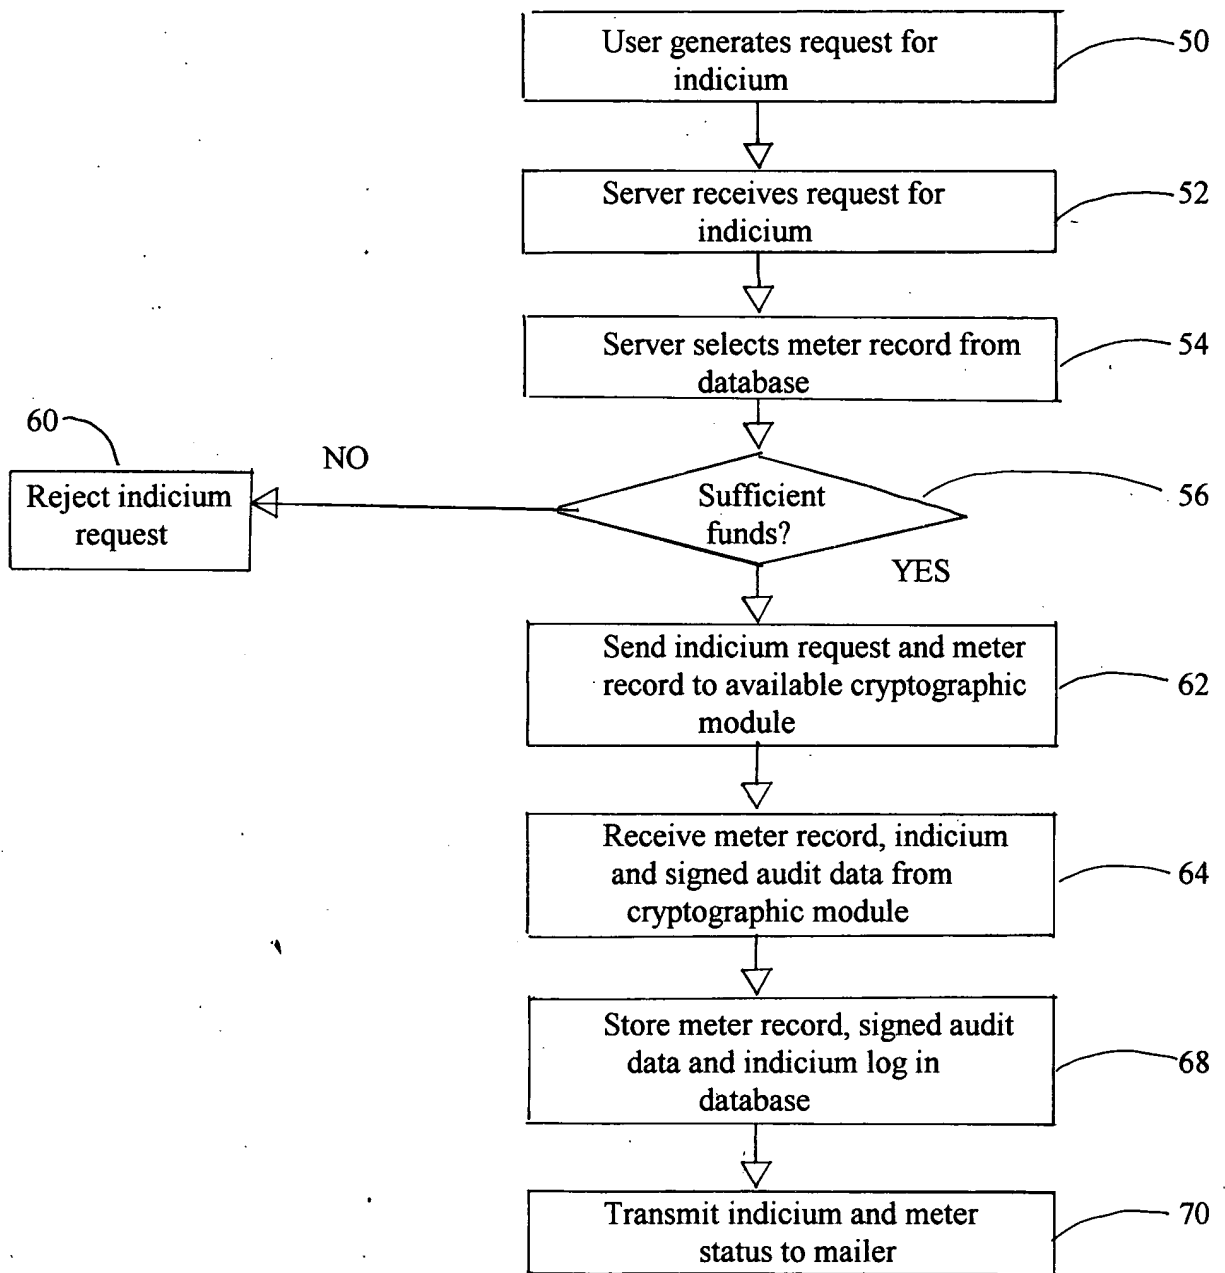 User generates request for
indicium
50
Server receives request for
indicium
52
Server selects meter record from
database
54
60
NO
Reject indicium
request
Sufficient
funds?
56
YES
Send indicium request and meter
record to available cryptographic
module
62
Receive meter record, indicium
and signed audit data from
cryptographic module
64
Store meter record, signed audit
data and indicium log in
database
68
Transmit indicium and meter
status to mailer
70